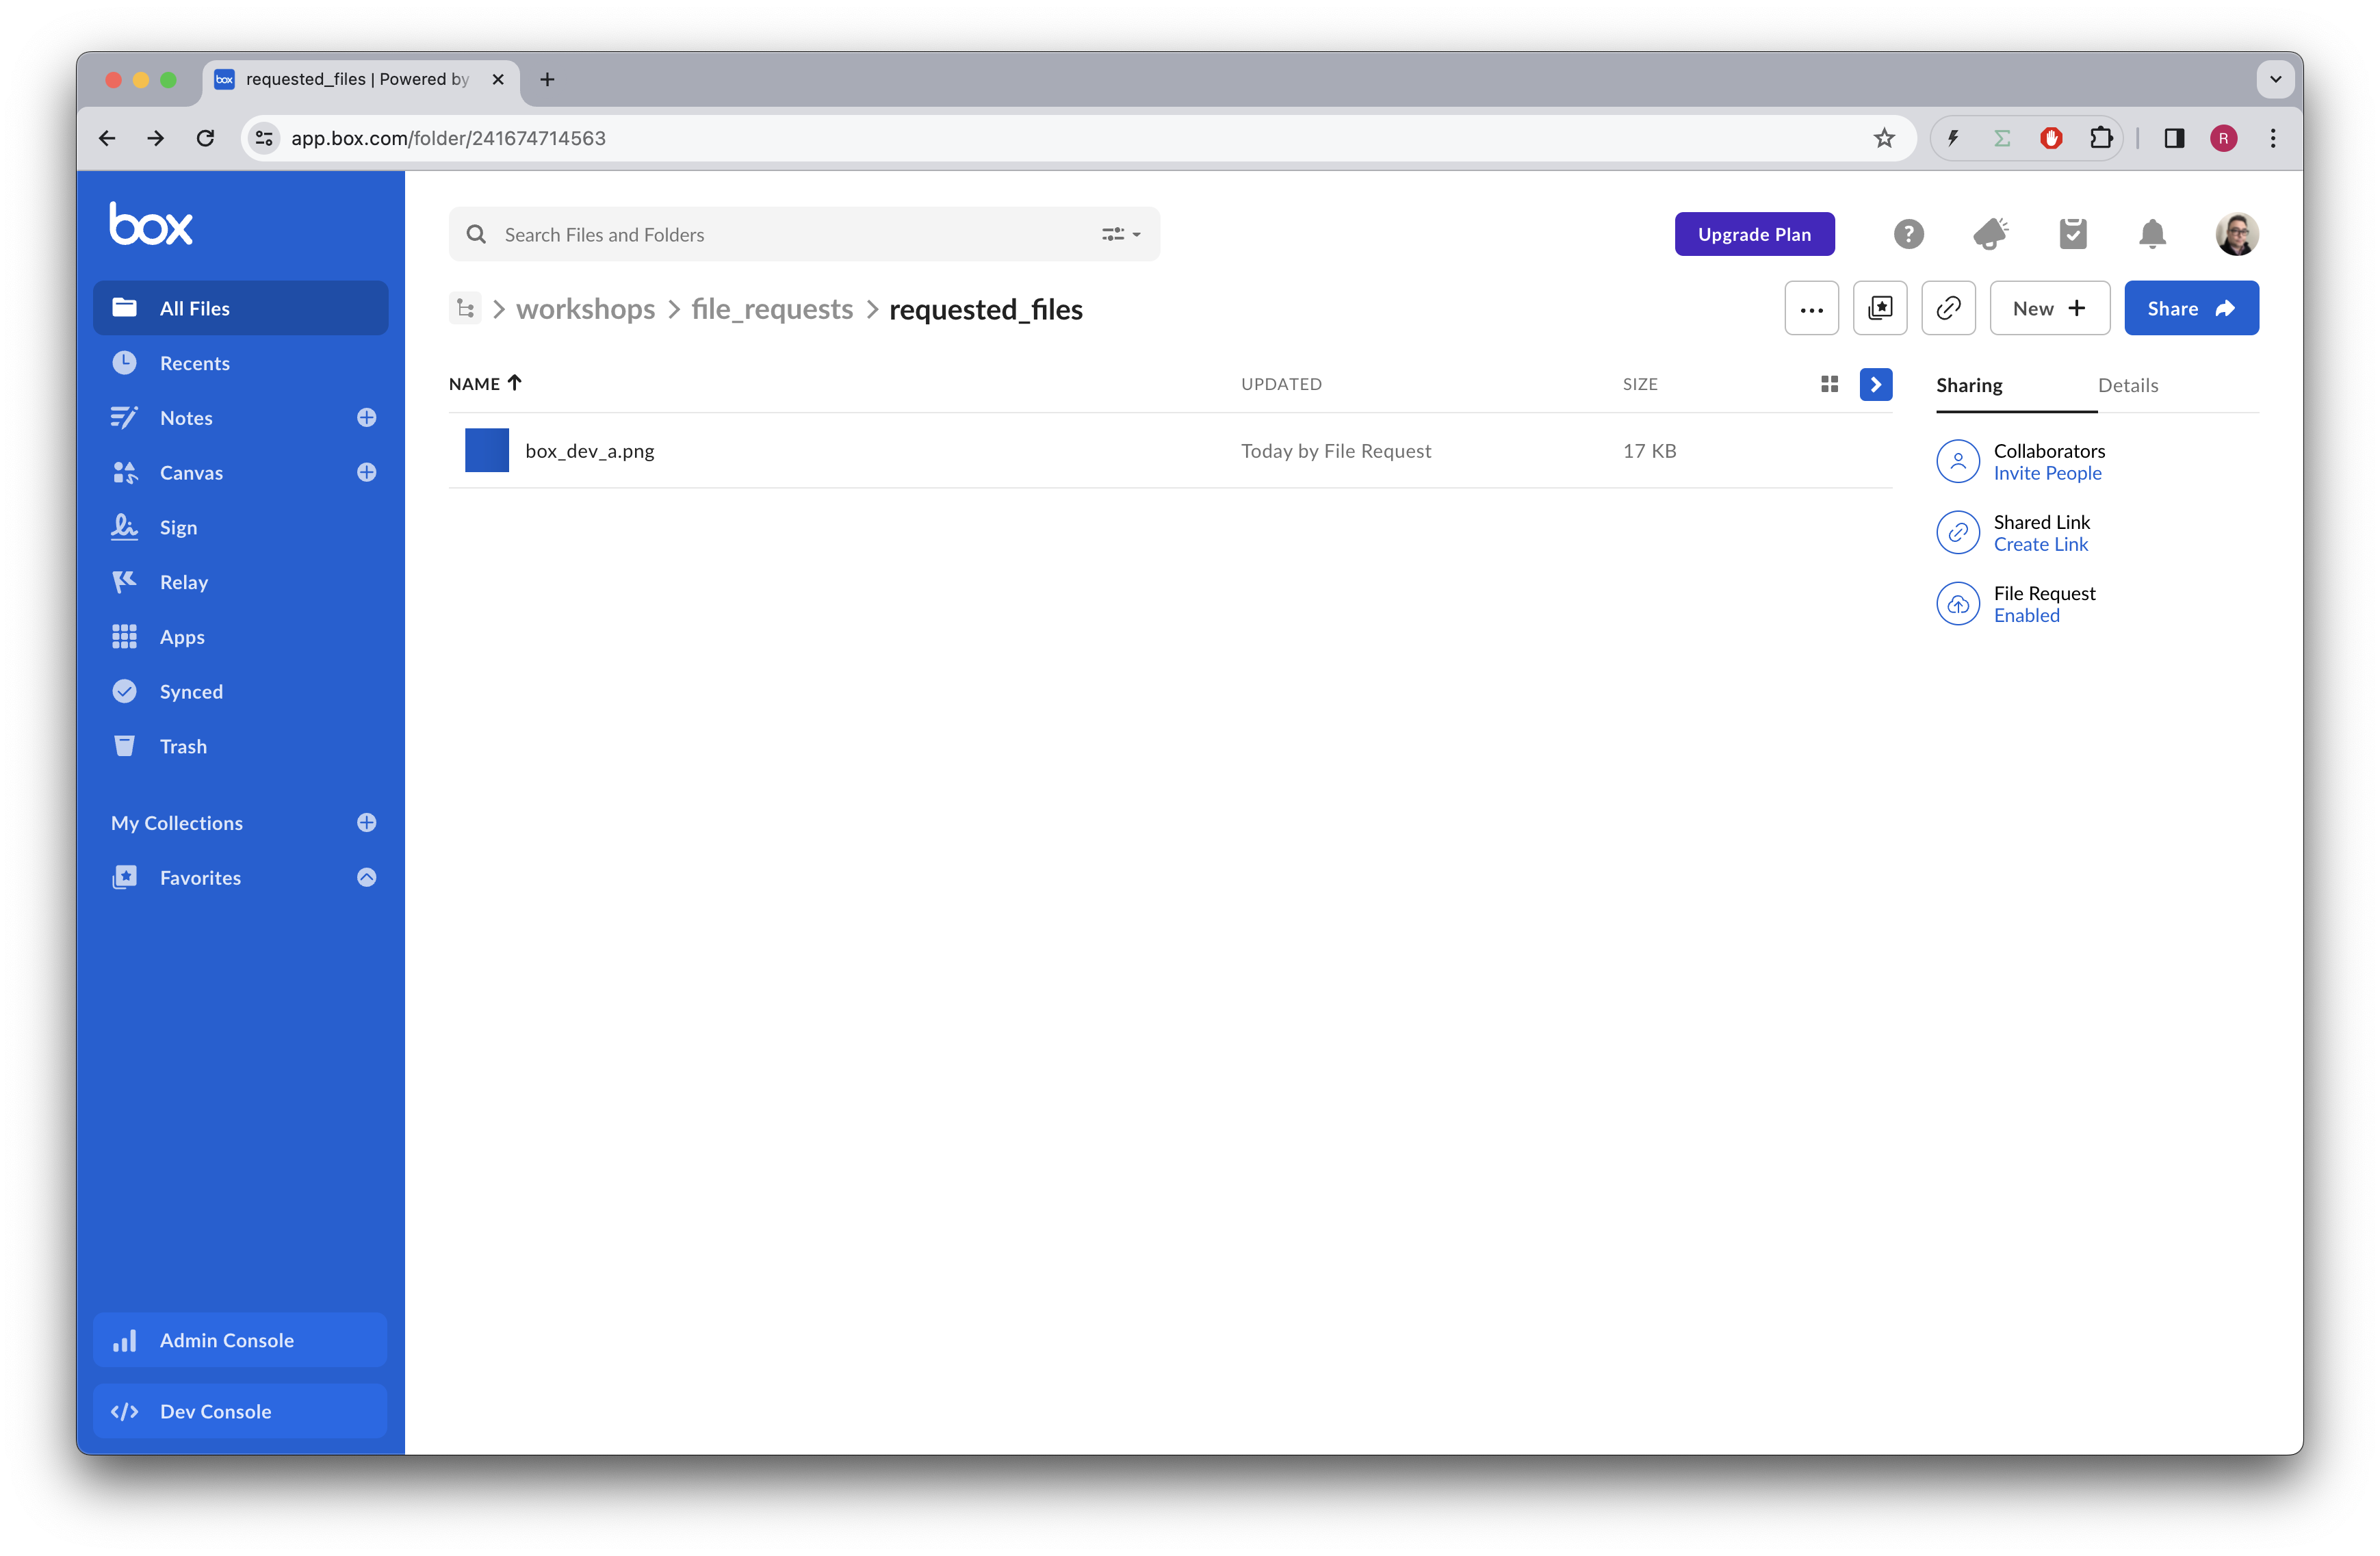 box requested_files | Powered by
app.box.com/folder/241674714563
R
box
Search Files and Folders
Upgrade Plan
?
All Files
workshops file_requests requested_files
New
Share
Recents
Notes
Canvas
Sign
Relay
Apps
Synced
Trash
My Collections
Favorites
Admin Console
Dev Console
NAME UPDATED SIZE
box_dev_a.png Today by File Request 17 KB
Sharing Details
Collaborators
Invite People
Shared Link
Create Link
File Request
Enabled